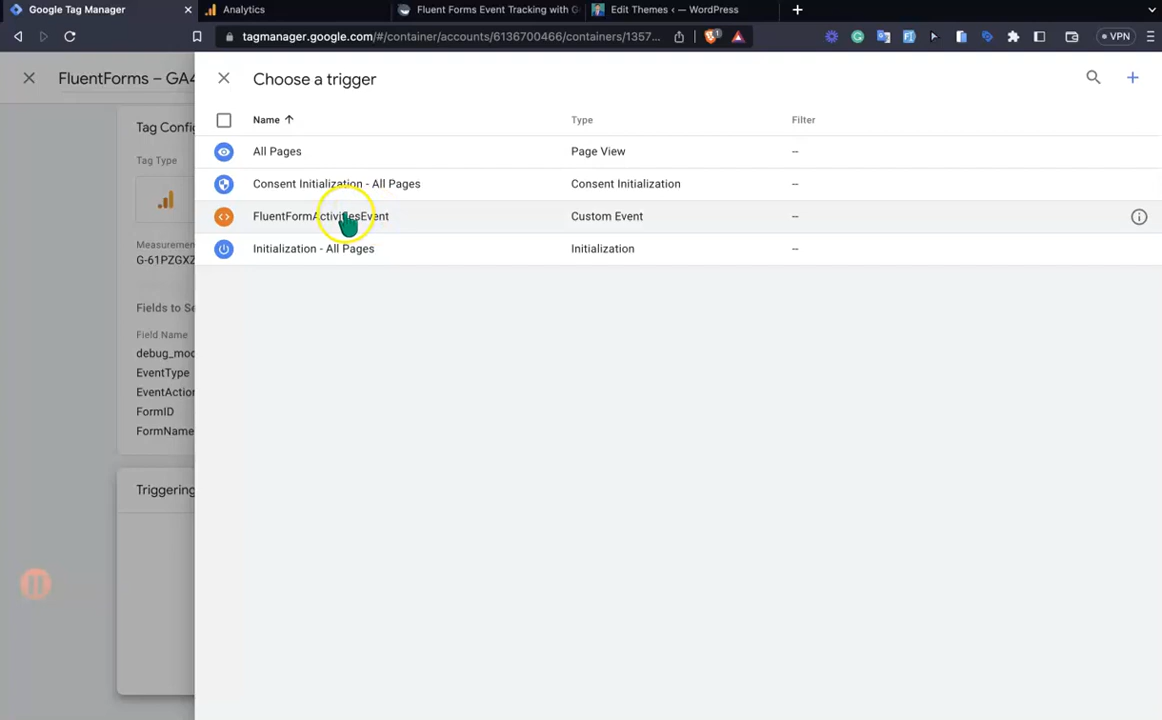 Google Tag Manager
Analytics
Fluent Forms Event Tracking with G
Edit Themes ‹ — WordPress
tagmanager.google.com/#/container/accounts/6136700466/containers/1357...
1
VPN
FluentForms – GA4
Choose a trigger
Name
Type
Filter
All Pages
Page View
--
Consent Initialization - All Pages
Consent Initialization
--
FluentFormActivitiesEvent
Custom Event
--
Initialization - All Pages
Initialization
--
Tag Confi
Tag Type
Measurement
G-61PZGXZ
Fields to Se
Field Name
debug_mod
EventType
EventAction
FormID
FormName
Triggering